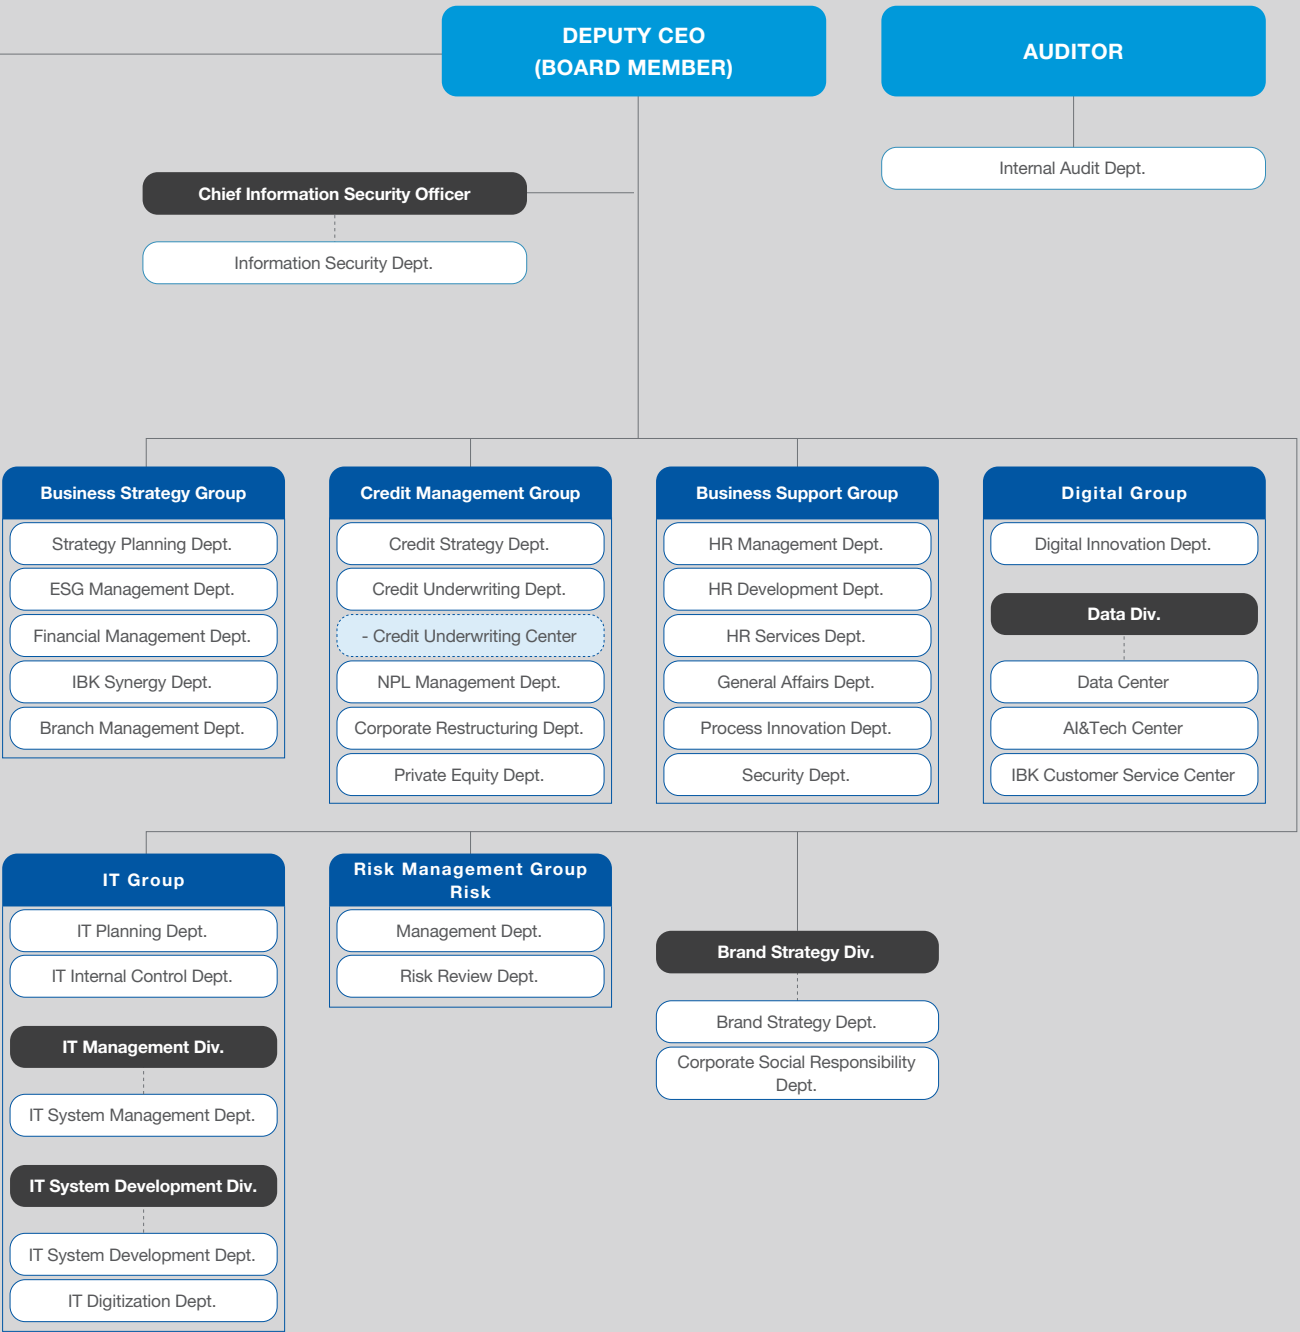 DEPUTY CEO
(BOARD MEMBER)
AUDITOR
Internal Audit Dept.
Chief Information Security Officer
Information Security Dept.
Business Strategy Group
Strategy Planning Dept.
ESG Management Dept.
Financial Management Dept.
IBK Synergy Dept.
Branch Management Dept.
Credit Management Group
Credit Strategy Dept.
Credit Underwriting Dept.
- Credit Underwriting Center
NPL Management Dept.
Corporate Restructuring Dept.
Private Equity Dept.
Business Support Group
HR Management Dept.
HR Development Dept.
HR Services Dept.
General Affairs Dept.
Process Innovation Dept.
Security Dept.
Digital Group
Digital Innovation Dept.
Data Div.
Data Center
AI&Tech Center
IBK Customer Service Center
IT Group
IT Planning Dept.
IT Internal Control Dept.
IT Management Div.
IT System Management Dept.
IT System Development Div.
IT System Development Dept.
IT Digitization Dept.
Risk Management Group
Risk
Management Dept.
Risk Review Dept.
Brand Strategy Div.
Brand Strategy Dept.
Corporate Social Responsibility
Dept.